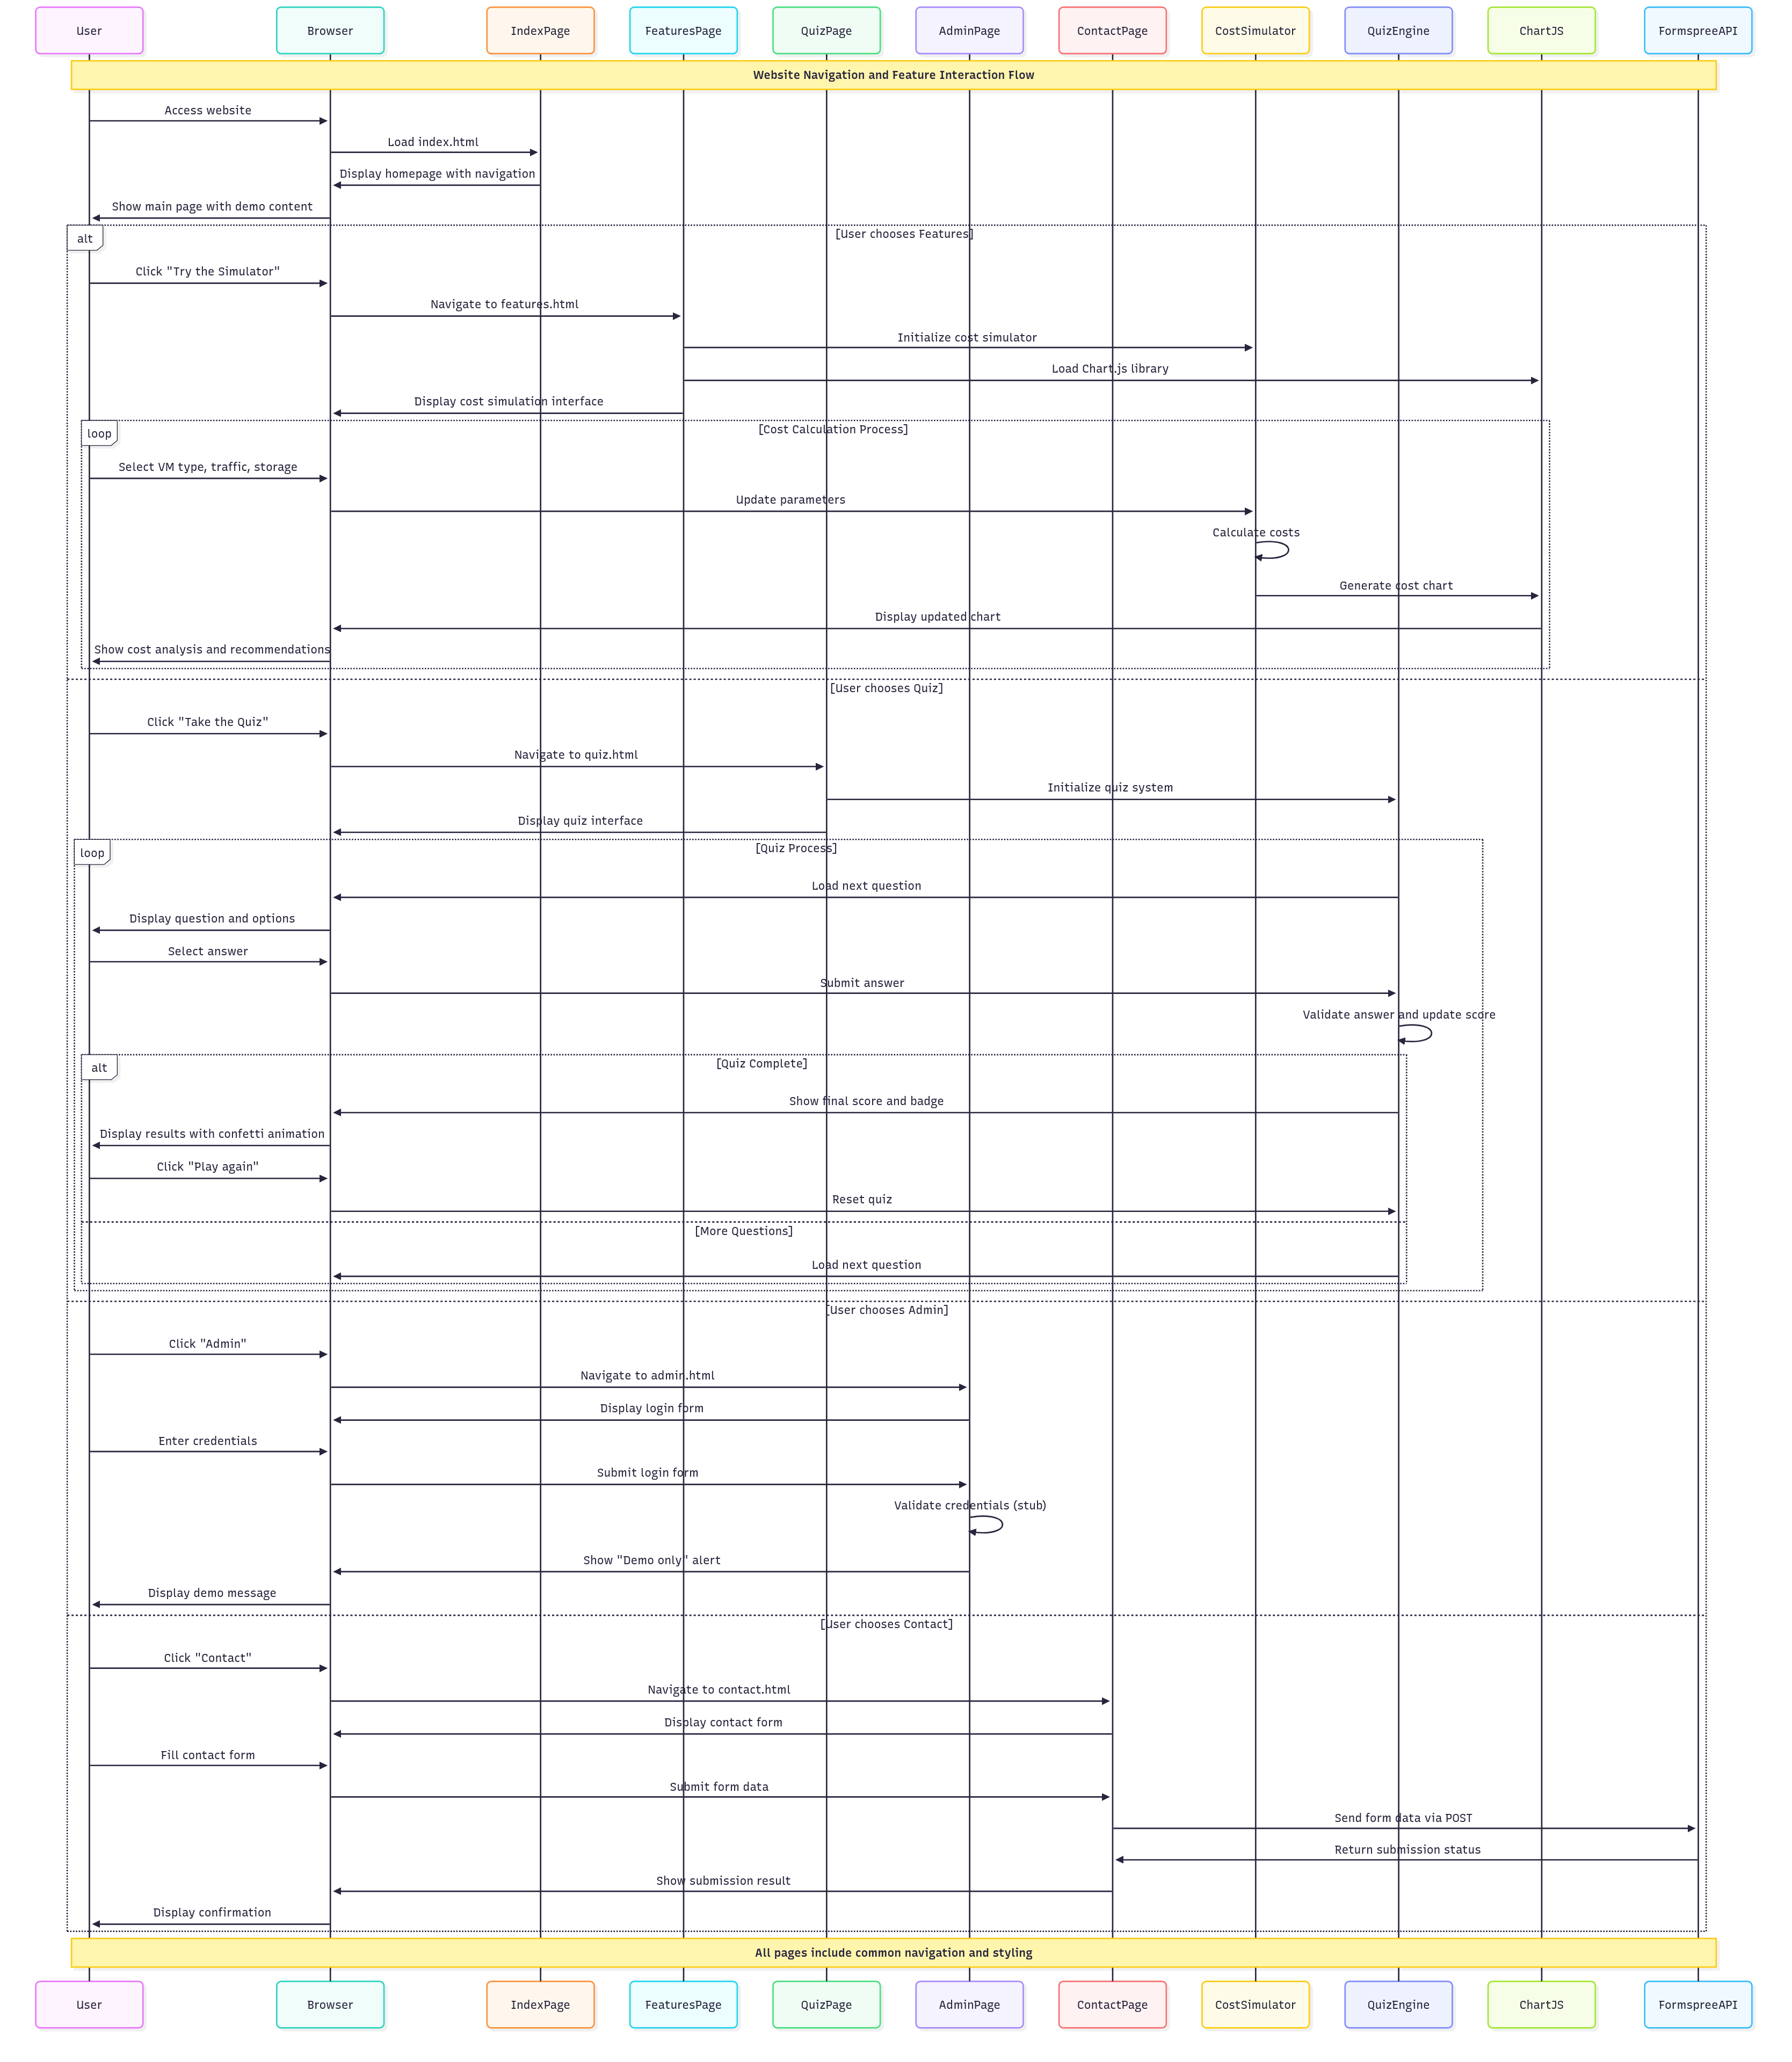 User
Browser
IndexPage
FeaturesPage
QuizPage
AdminPage
ContactPage
CostSimulator
QuizEngine
ChartJS
FormspreeAPI
Website Navigation and Feature Interaction Flow
Access website
Load index.html
Display homepage with navigation
Show main page with demo content
alt
[User chooses Features]
Click "Try the Simulator"
Navigate to features.html
Initialize cost simulator
Load Chart.js library
Display cost simulation interface
loop
[Cost Calculation Process]
Select VM type, traffic, storage
Update parameters
Calculate costs
Generate cost chart
Display updated chart
Show cost analysis and recommendations
[User chooses Quiz]
Click "Take the Quiz"
Navigate to quiz.html
Initialize quiz system
Display quiz interface
loop
[Quiz Process]
Load next question
Display question and options
Select answer
Submit answer
Validate answer and update score
alt
[Quiz Complete]
Show final score and badge
Display results with confetti animation
Click "Play again"
Reset quiz
[More Questions]
Load next question
[User chooses Admin]
Click "Admin"
Navigate to admin.html
Display login form
Enter credentials
Submit login form
Validate credentials (stub)
Show "Demo only" alert
Display demo message
[User chooses Contact]
Click "Contact"
Navigate to contact.html
Display contact form
Fill contact form
Submit form data
Send form data via POST
Return submission status
Show submission result
Display confirmation
All pages include common navigation and styling
User
Browser
IndexPage
FeaturesPage
QuizPage
AdminPage
ContactPage
CostSimulator
QuizEngine
ChartJS
FormspreeAPI